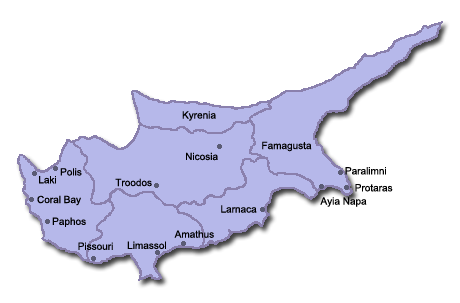 Kyrenia
Famagusta
Nicosia
Polis
Paralimni
Laki
Troodos
Protaras
Coral Bay
Ayia Napa
Larnaca
Paphos
Amathus
Pissouri
Limassol